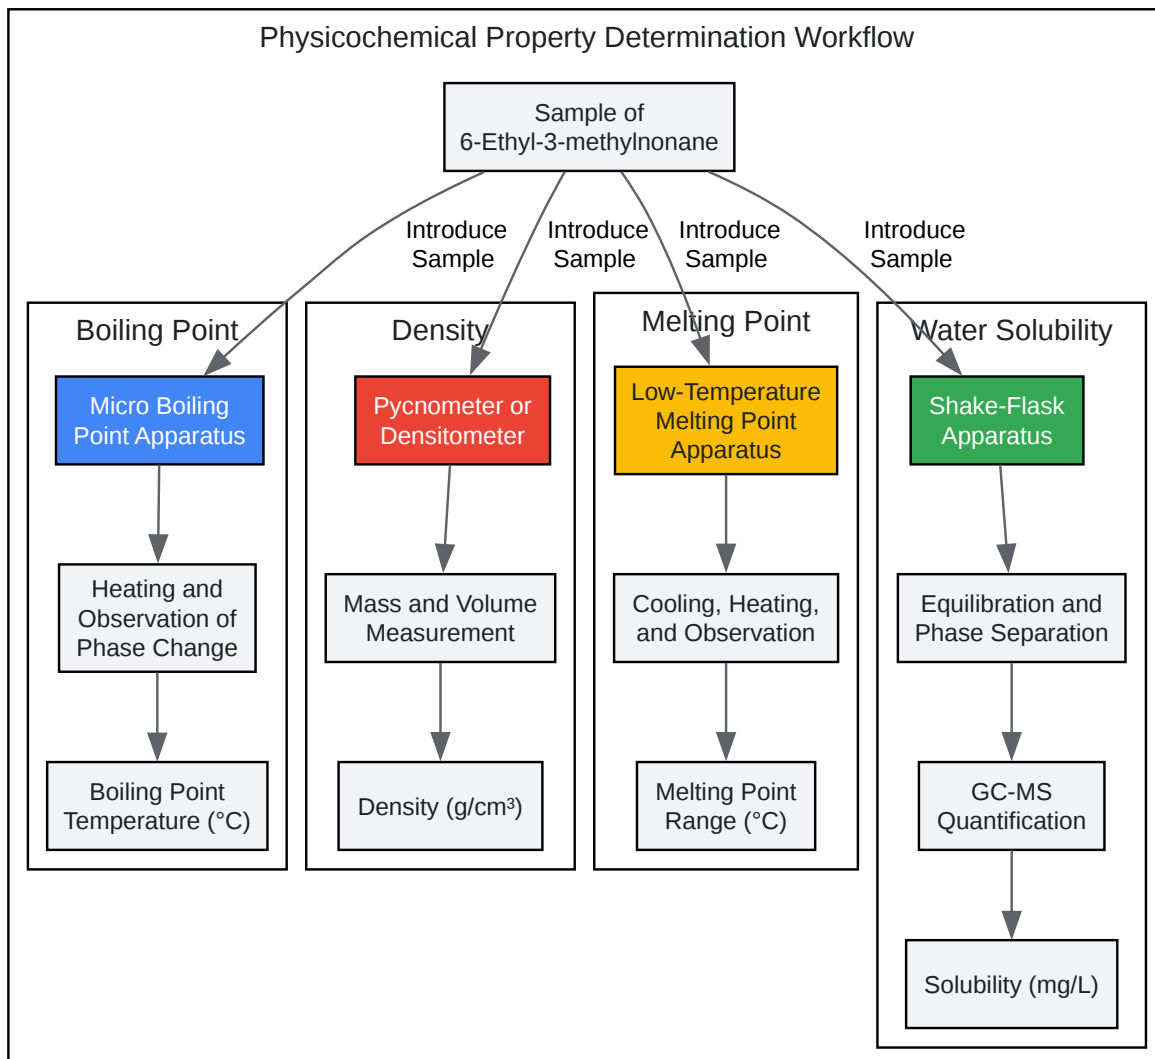 Physicochemical Property Determination Workflow
Sample of
6-Ethyl-3-methylnonane
Introduce
Sample
Introduce
Sample
Introduce
Sample
Introduce
Sample
Boiling Point
Micro Boiling
Point Apparatus
Heating and
Observation of
Phase Change
Boiling Point
Temperature (°C)
Density
Pycnometer or
Densitometer
Mass and Volume
Measurement
Density (g/cm³)
Melting Point
Low-Temperature
Melting Point
Apparatus
Cooling, Heating,
and Observation
Melting Point
Range (°C)
Water Solubility
Shake-Flask
Apparatus
Equilibration and
Phase Separation
GC-MS
Quantification
Solubility (mg/L)